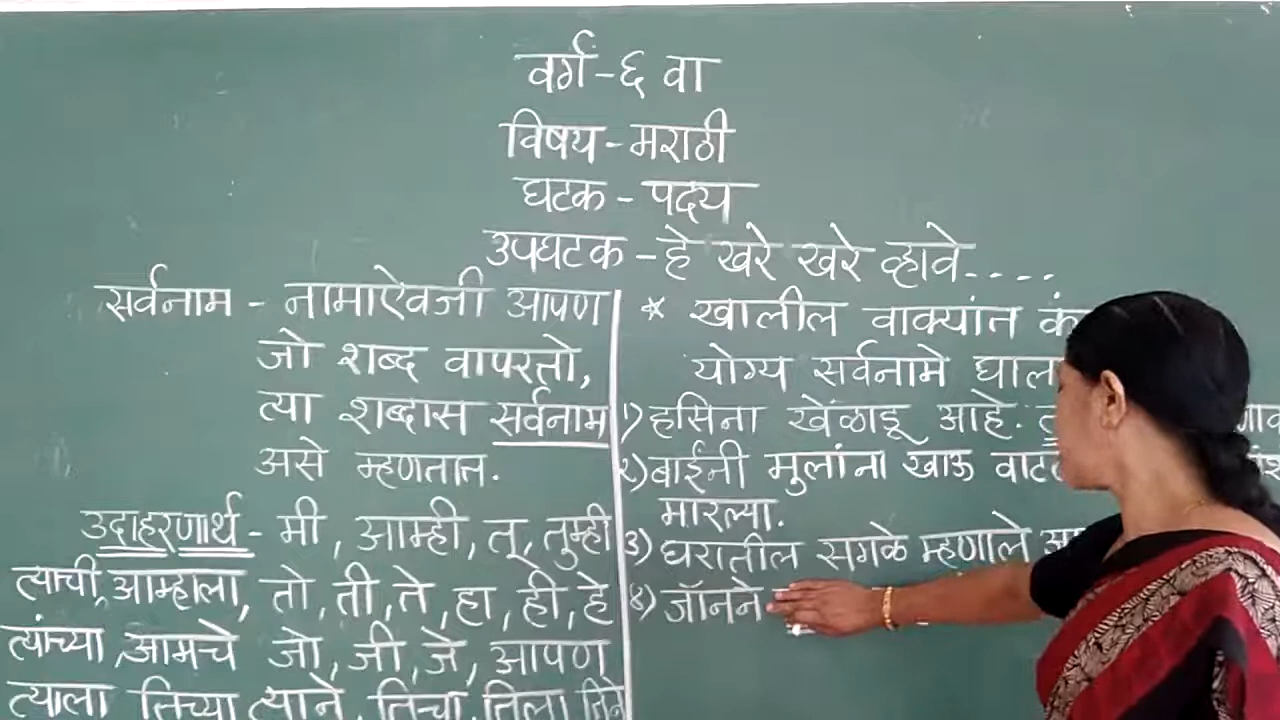 वर्ग - ६ वा
विषय - मराठी
घटक - पद्य
उपघटक - हे खरे खरे व्हावे....
सर्वनाम - नामाऐवजी आपण
जो शब्द वापरतो,
त्या शब्दास सर्वनाम
असे म्हणतात.
उदाहरणार्थ - मी, आम्ही, तू, तुम्ही
त्याची, आम्हाला, तो, ती, ते, हा, ही, हे
त्यांच्या, आमचे जो, जी, जे, आपण
त्याला तिच्या त्याने, तिचा, तिला तिने
* खालील वाक्यांत
योग्य सर्वनामे
१) हसिना खेळाडू आहे.
२) बाईंनी मुलांना खाऊ
मारल्या.
३) घरातील सगळे म्हणाले
४) जॉनने